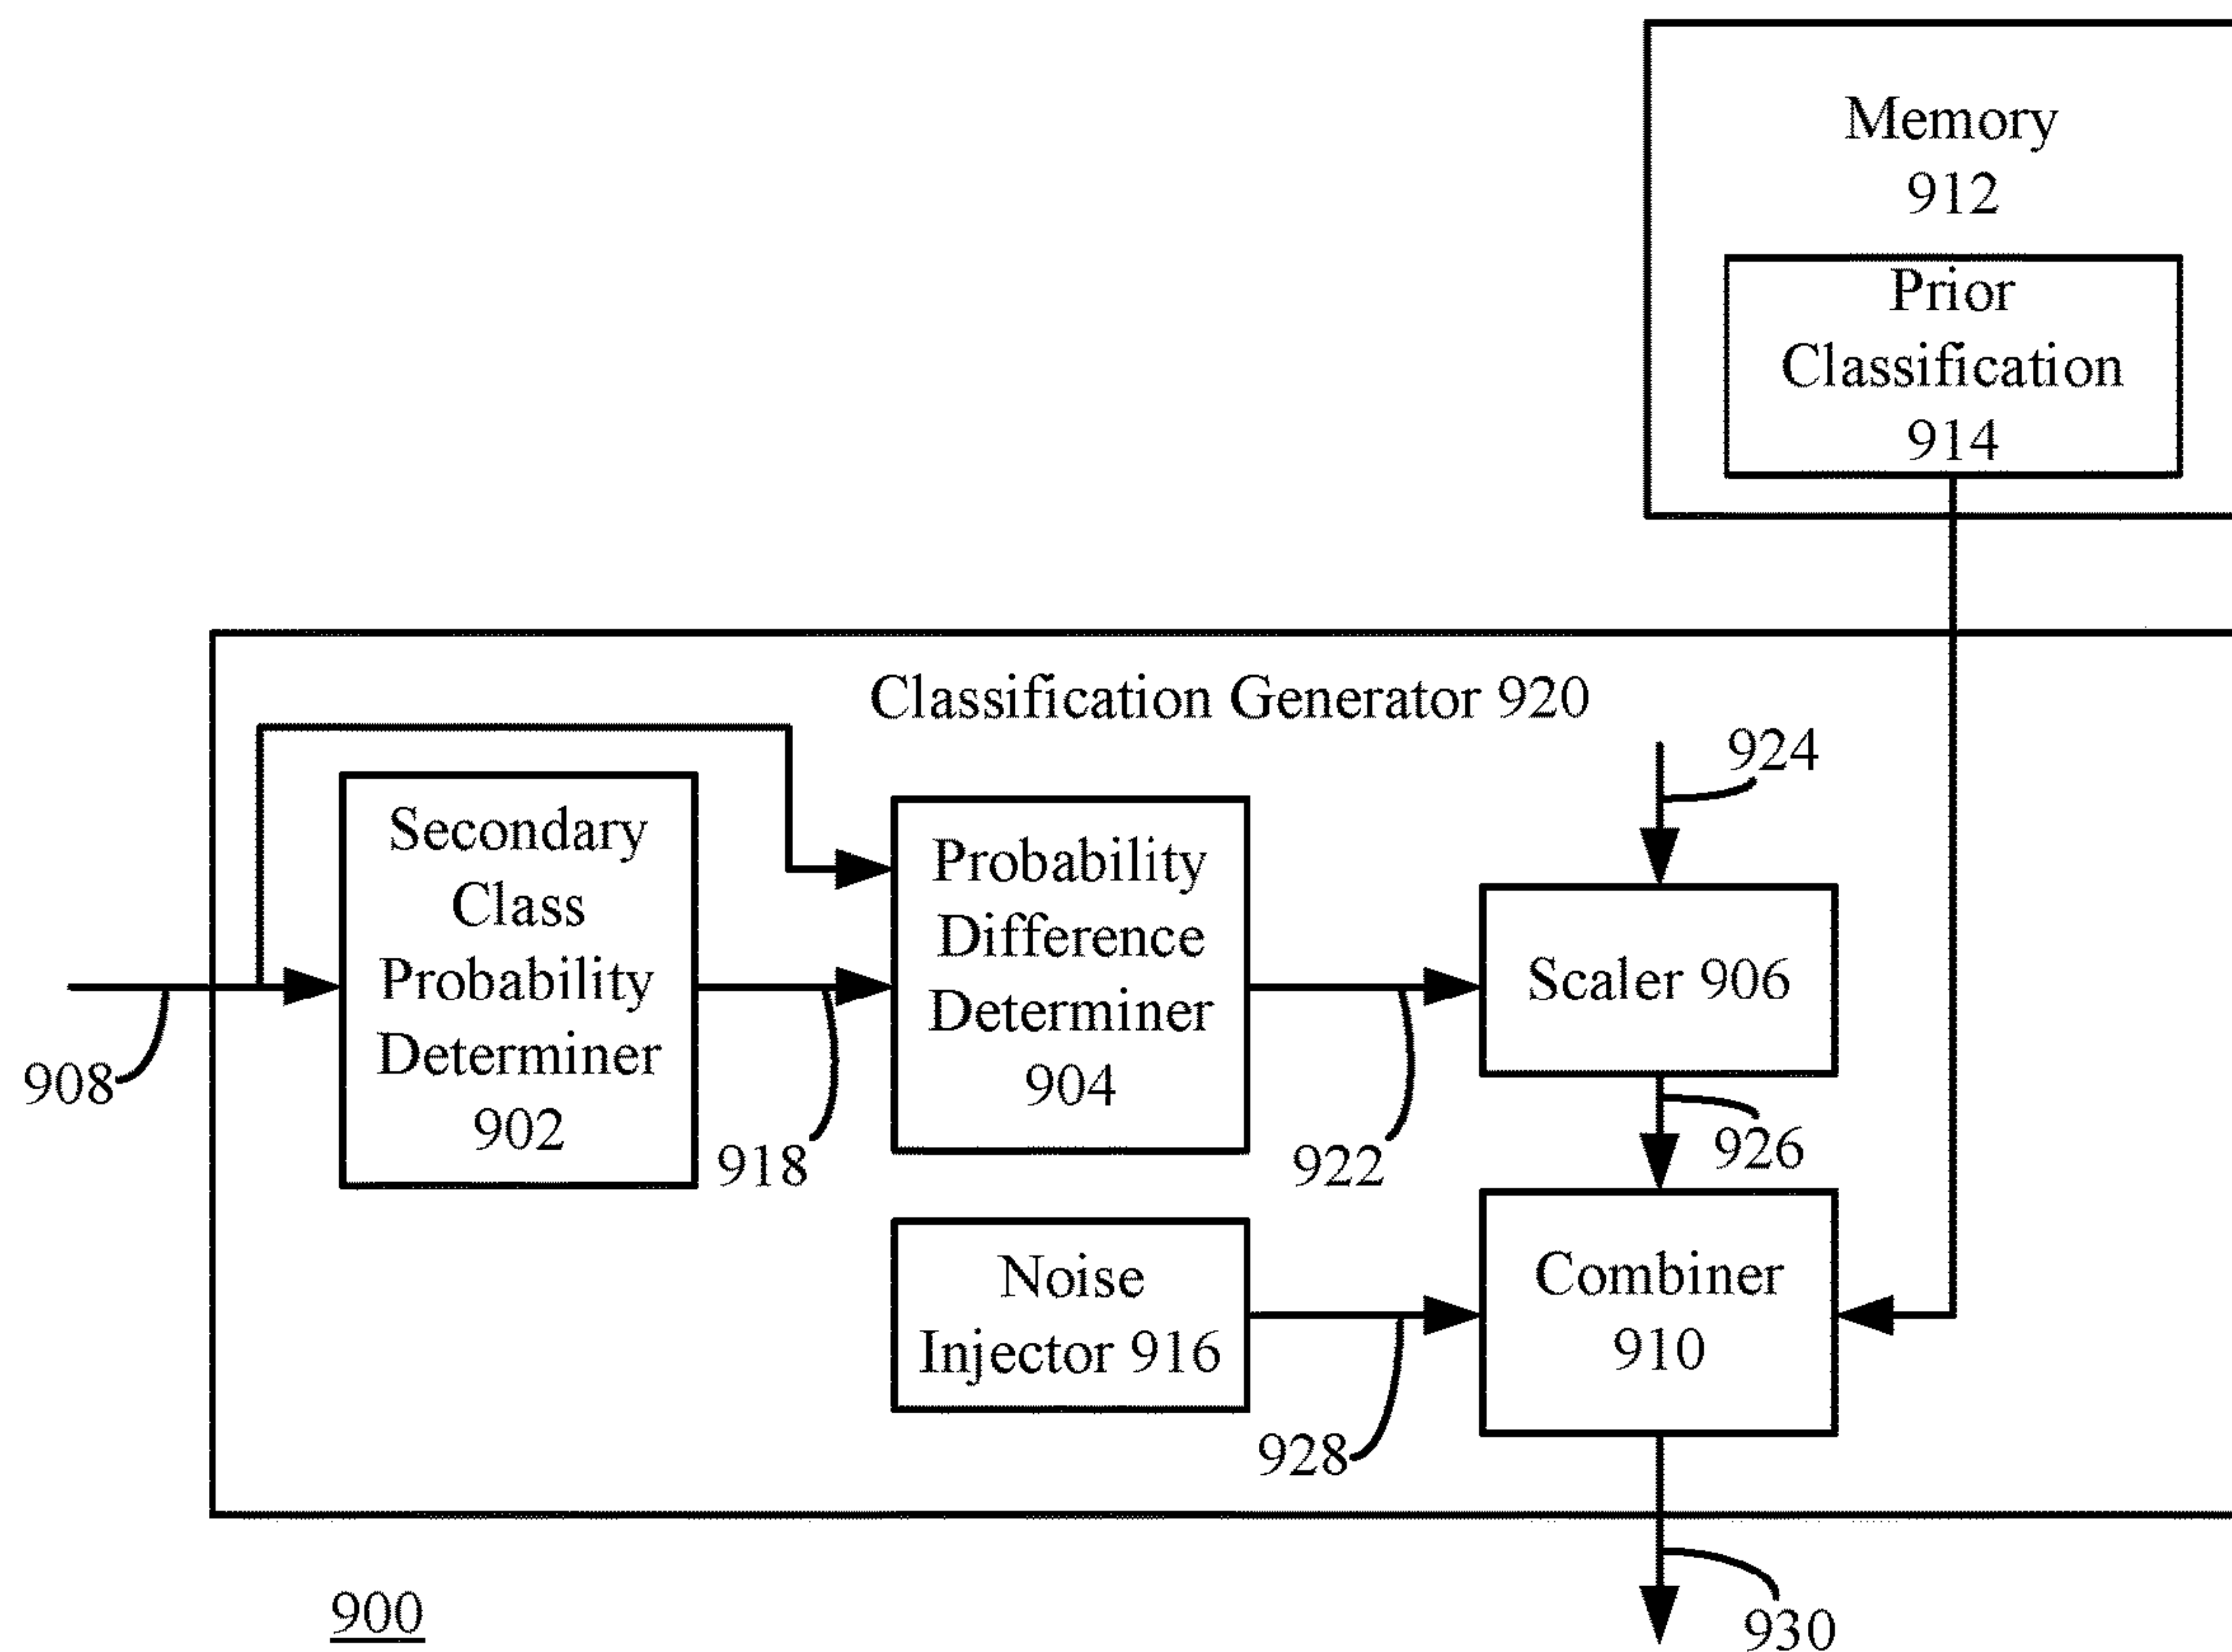 Memory
912
Prior
Classification
914
Classification Generator 920
924
Secondary
Class
Probability
Determiner
902
Probability
Difference
Determiner
904
Scaler 906
908
918
922
926
Noise
Injector 916
Combiner
910
928
900
930